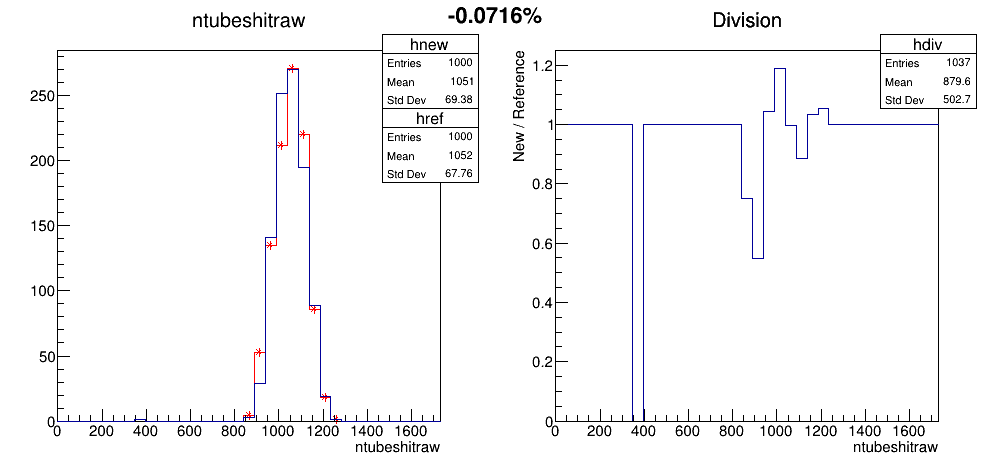 -0.0716%
ntubeshitraw
hnew
Entries 1000
Mean 1051
Std Dev 69.38
href
Entries 1000
Mean 1052
Std Dev 67.76
250
200
150
100
50
0
0 200 400 600 800 1000 1200 1400 1600
ntubeshitraw
Division
hdiv
Entries 1037
Mean 879.6
Std Dev 502.7
New / Reference
1.2
1
0.8
0.6
0.4
0.2
0
0 200 400 600 800 1000 1200 1400 1600
ntubeshitraw